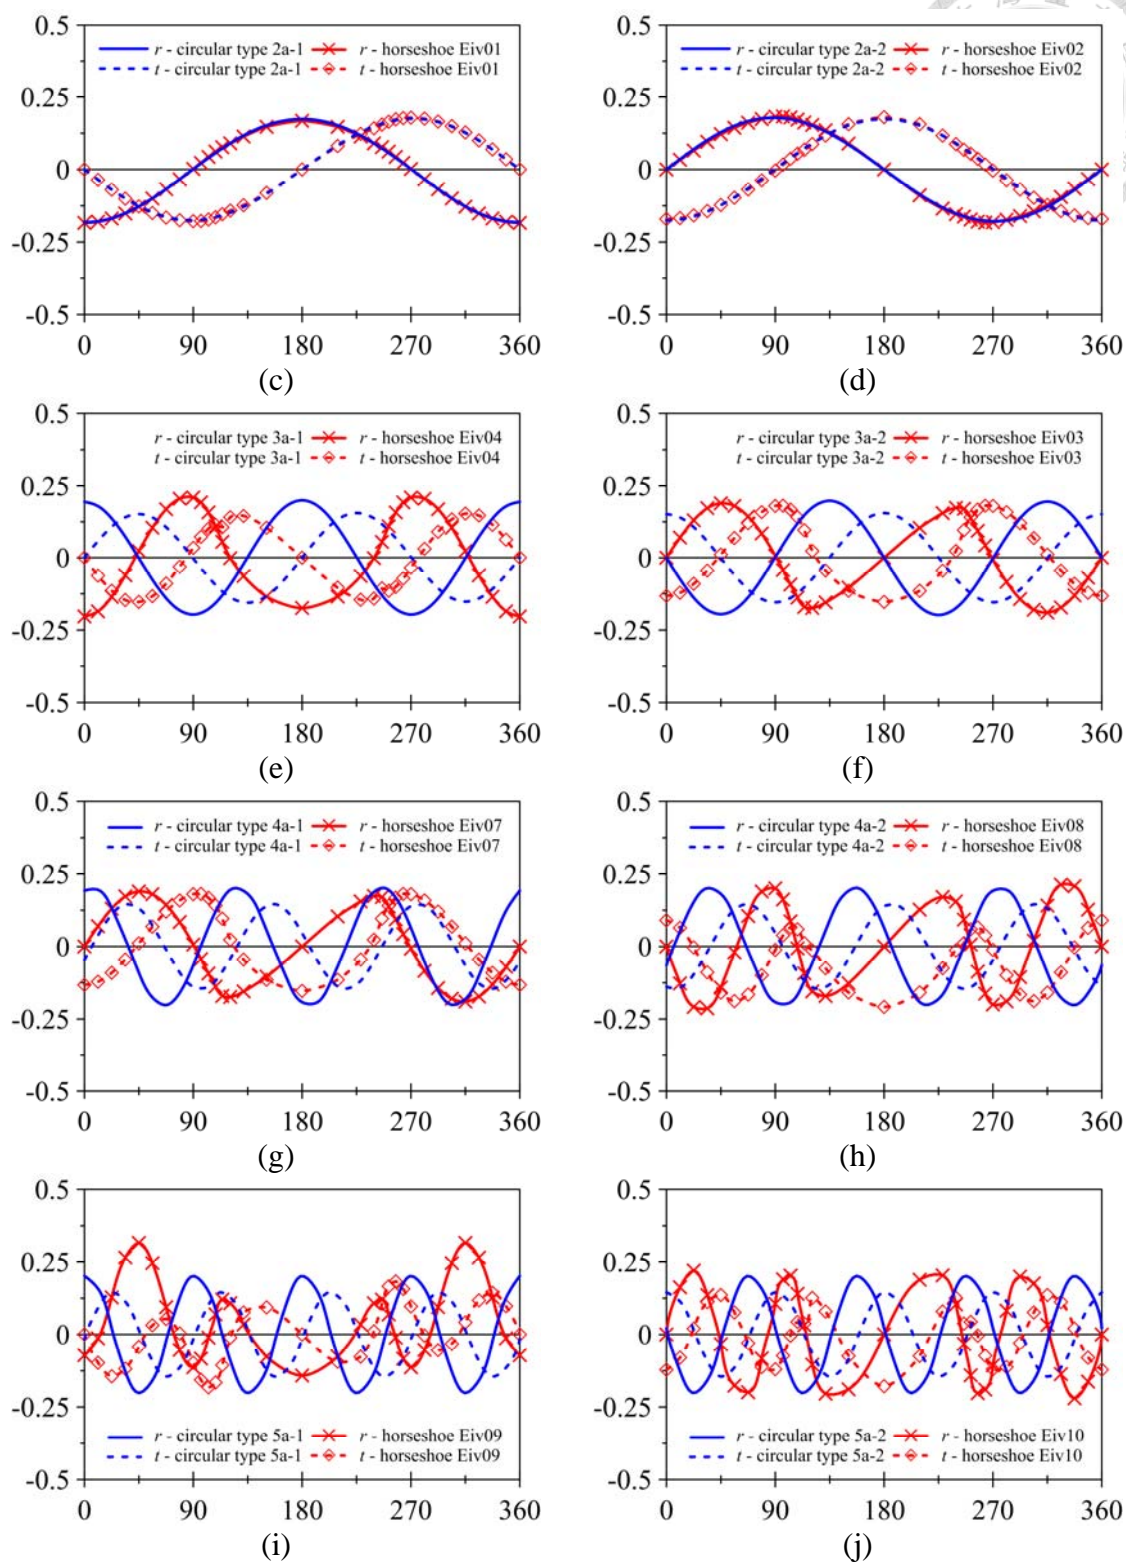 0.5 0.5
r - circular type 2a-1 r - horseshoe Eiv01 r - circular type 2a-2 r - horseshoe Eiv02
t - circular type 2a-1 t - horseshoe Eiv01 t - circular type 2a-2 t - horseshoe Eiv02
0.25 0.25
0 0
-0.25 -0.25
-0.5 -0.5
0 90 180 270 360 0 90 180 270 360
(c) (d)
0.5 0.5
r - circular type 3a-1 r - horseshoe Eiv04 r - circular type 3a-2 r - horseshoe Eiv03
t - circular type 3a-1 t - horseshoe Eiv04 t - circular type 3a-2 t - horseshoe Eiv03
0.25 0.25
0 0
-0.25 -0.25
-0.5 -0.5
0 90 180 270 360 0 90 180 270 360
(e) (f)
0.5 0.5
r - circular type 4a-1 r - horseshoe Eiv07 r - circular type 4a-2 r - horseshoe Eiv08
t - circular type 4a-1 t - horseshoe Eiv07 t - circular type 4a-2 t - horseshoe Eiv08
0.25 0.25
0 0
-0.25 -0.25
-0.5 -0.5
0 90 180 270 360 0 90 180 270 360
(g) (h)
0.5 0.5
0.25 0.25
0 0
-0.25 -0.25
r - circular type 5a-1 r - horseshoe Eiv09 r - circular type 5a-2 r - horseshoe Eiv10
t - circular type 5a-1 t - horseshoe Eiv09 t - circular type 5a-2 t - horseshoe Eiv10
-0.5 -0.5
0 90 180 270 360 0 90 180 270 360
(i) (j)